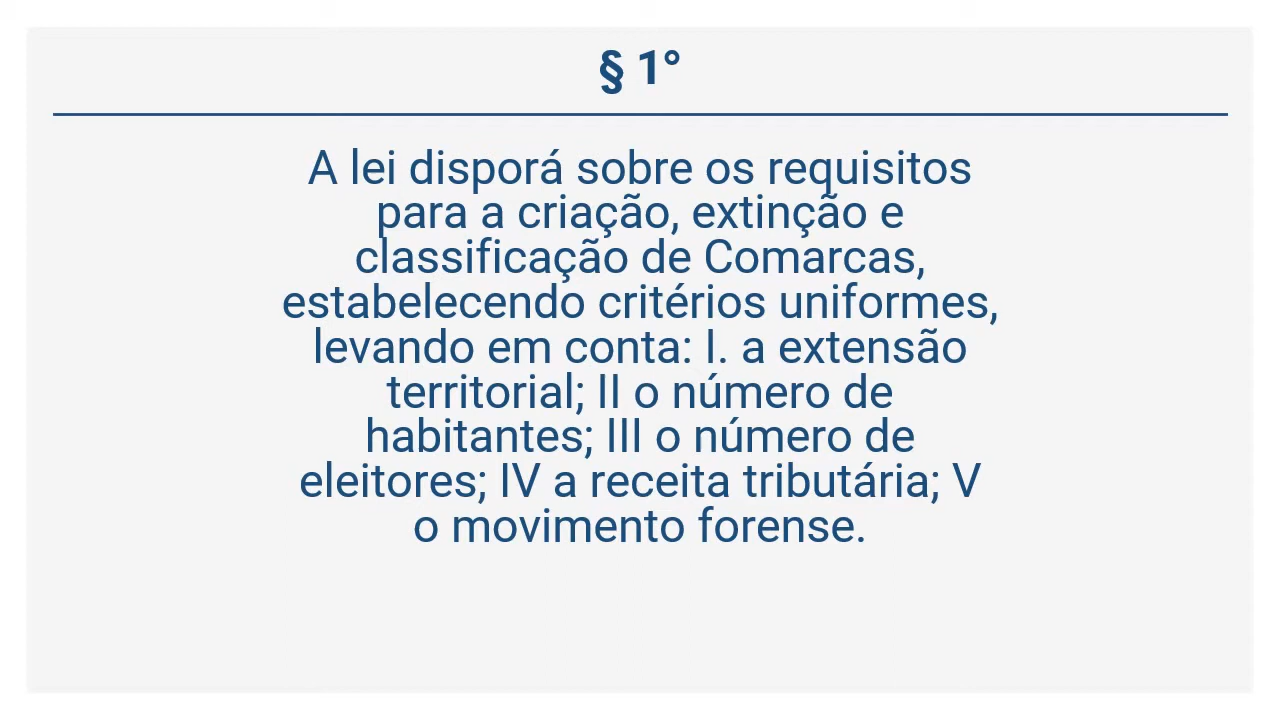 § 1°
A lei disporá sobre os requisitos
para a criação, extinção e
classificação de Comarcas,
estabelecendo critérios uniformes,
levando em conta: I. a extensão
territorial; II o número de
habitantes; III o número de
eleitores; IV a receita tributária; V
o movimento forense.